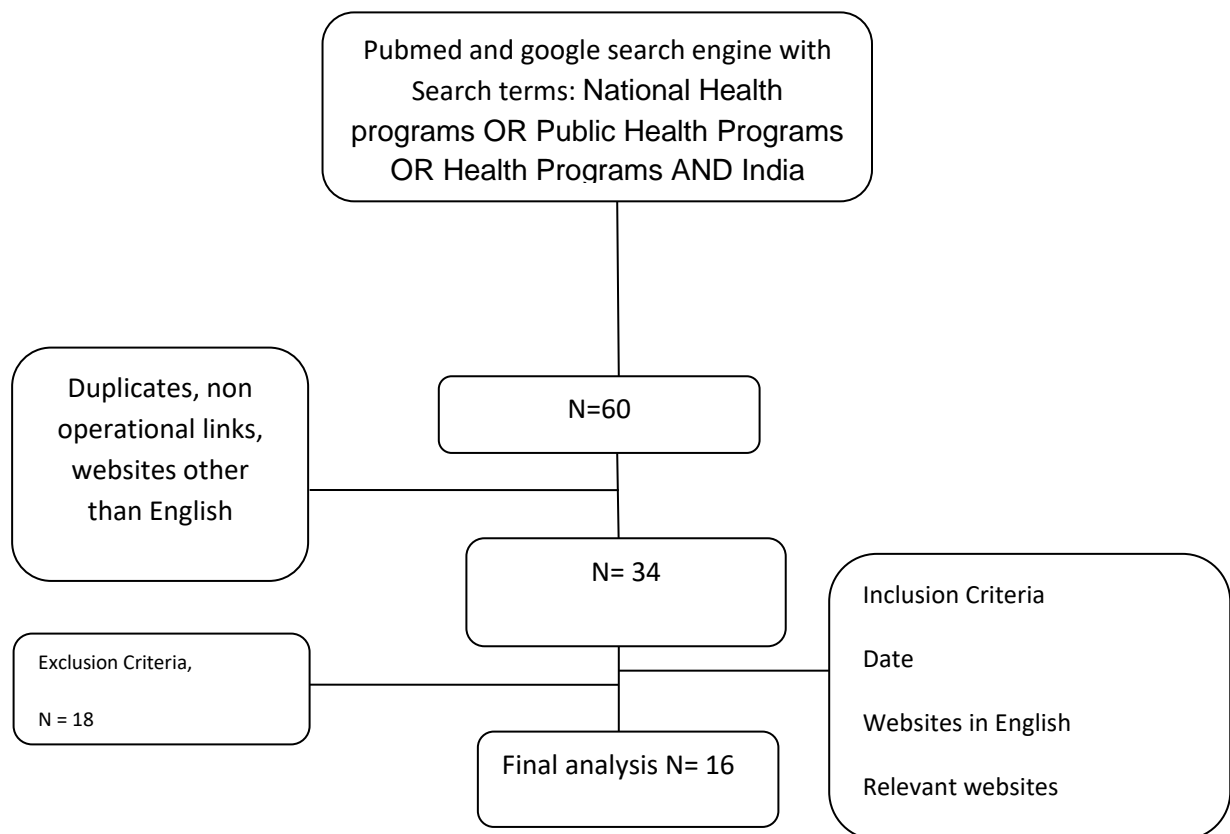 Pubmed and google search engine with
Search terms: National Health
programs OR Public Health Programs
OR Health Programs AND India
Duplicates, non
operational links,
websites other
than English
N=60
N= 34
Inclusion Criteria
Date
Websites in English
Relevant websites
Exclusion Criteria,
N = 18
Final analysis N= 16